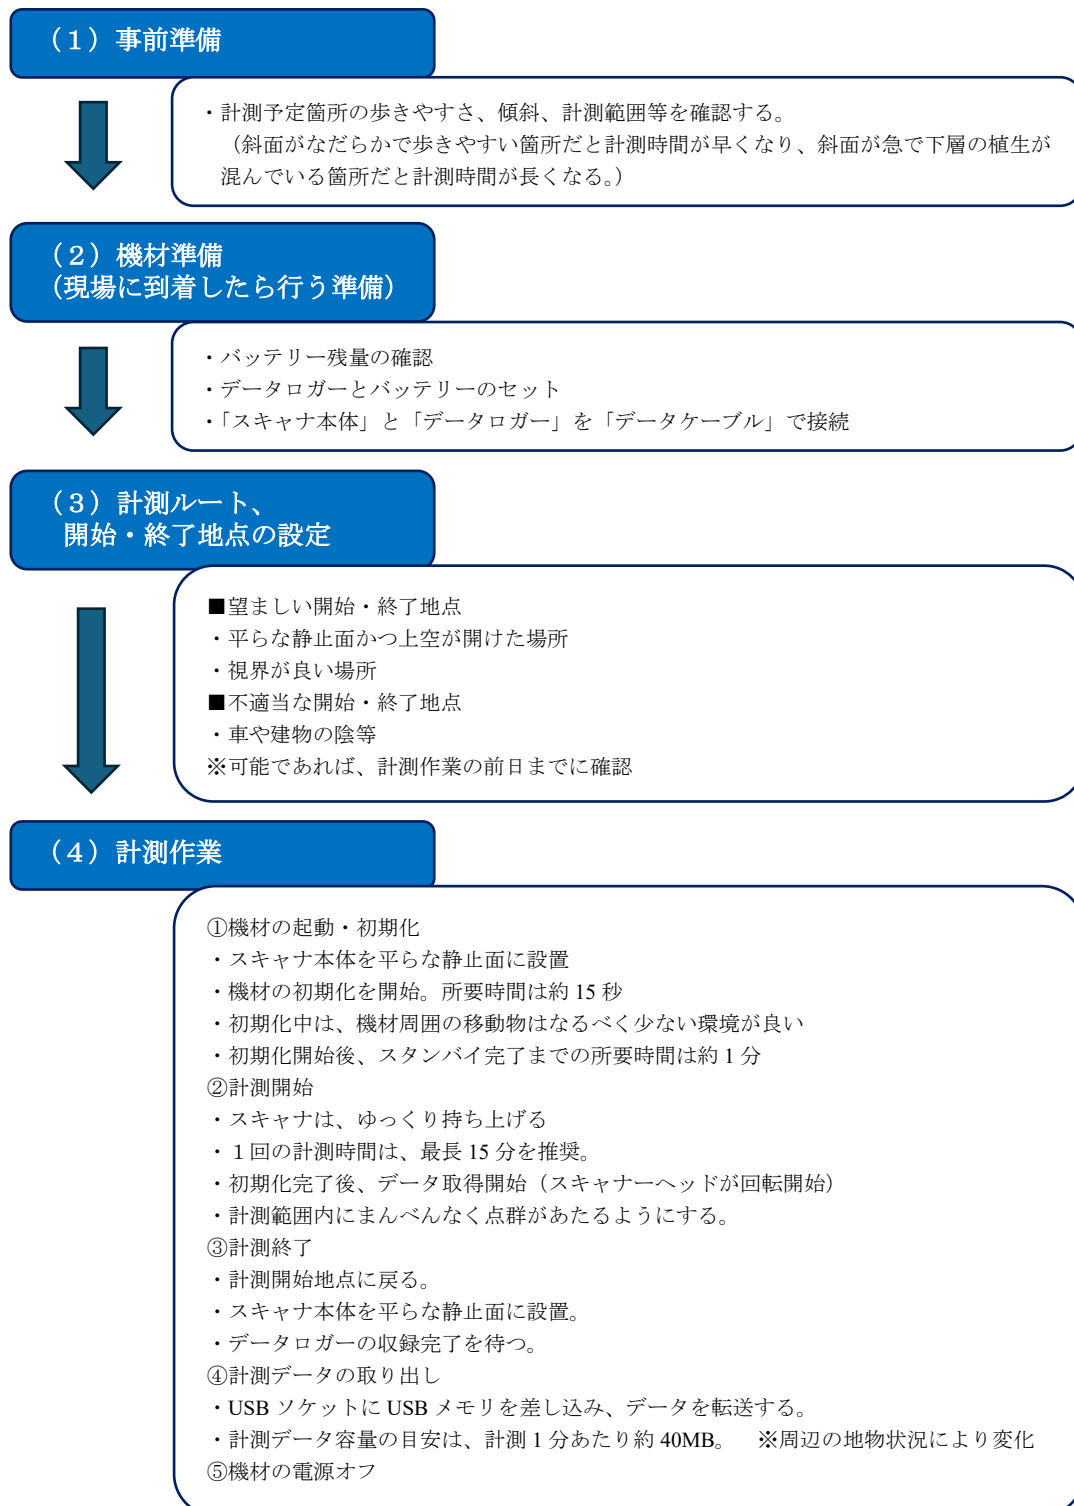 （１）事前準備
・計測予定箇所の歩きやすさ、傾斜、計測範囲等を確認する。
（斜面がなだらかで歩きやすい箇所だと計測時間が早くなり、斜面が急で下層の植生が
混んでいる箇所だと計測時間が長くなる。）
（２）機材準備
（現場に到着したら行う準備）
・バッテリー残量の確認
・データロガーとバッテリーのセット
・「スキャナ本体」と「データロガー」を「データケーブル」で接続
（３）計測ルート、
開始・終了地点の設定
■望ましい開始・終了地点
・平らな静止面かつ上空が開けた場所
・視界が良い場所
■不適当な開始・終了地点
・車や建物の陰等
※可能であれば、計測作業の前日までに確認
（４）計測作業
①機材の起動・初期化
・スキャナ本体を平らな静止面に設置
・機材の初期化を開始。所要時間は約 15 秒
・初期化中は、機材周囲の移動物はなるべく少ない環境が良い
・初期化開始後、スタンバイ完了までの所要時間は約 1 分
②計測開始
・スキャナは、ゆっくり持ち上げる
・１回の計測時間は、最長 15 分を推奨。
・初期化完了後、データ取得開始（スキャナーヘッドが回転開始）
・計測範囲内にまんべんなく点群があたるようにする。
③計測終了
・計測開始地点に戻る。
・スキャナ本体を平らな静止面に設置。
・データロガーの収録完了を待つ。
④計測データの取り出し
・USB ソケットに USB メモリを差し込み、データを転送する。
・計測データ容量の目安は、計測 1 分あたり約 40MB。　※周辺の地物状況により変化
⑤機材の電源オフ